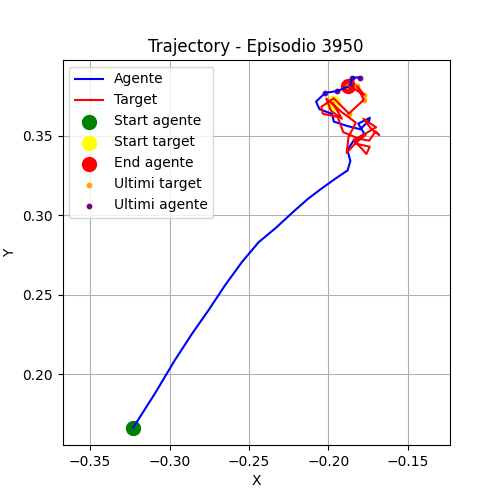 Trajectory - Episodio 3950
Agente
Target
Start agente
Start target
End agente
Ultimi target
Ultimi agente
0.35
0.30
0.25
0.20
Y
−0.35
−0.30
−0.25
−0.20
−0.15
X